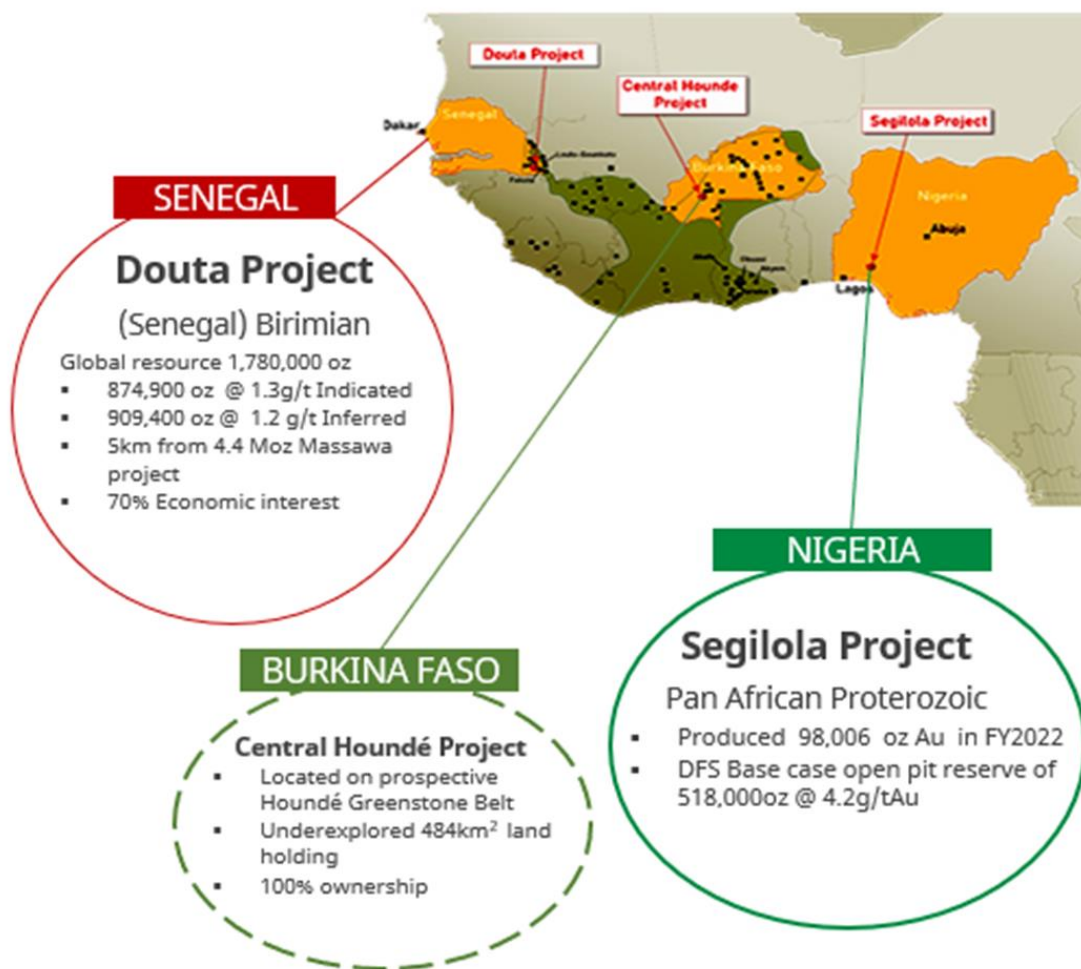 Douta Project
Central Hounde
Project
Segilola Project
Senegal
Dakar
Burkina Faso
Nigeria
Abuja
Lagos
SENEGAL
Douta Project
(Senegal) Birimian
Global resource 1,780,000 oz
▪ 874,900 oz @ 1.3g/t Indicated
▪ 909,400 oz @ 1.2 g/t Inferred
▪ 5km from 4.4 Moz Massawa
project
▪ 70% Economic interest
NIGERIA
Segilola Project
Pan African Proterozoic
▪ Produced 98,006 oz Au in FY2022
▪ DFS Base case open pit reserve of
518,000oz @ 4.2g/tAu
BURKINA FASO
Central Houndé Project
▪ Located on prospective
Houndé Greenstone Belt
▪ Underexplored 484km² land
holding
▪ 100% ownership